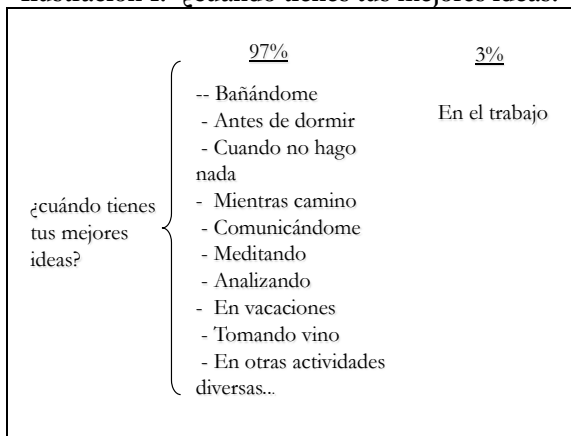 Ilustración 1. ¿cuándo tienes tus mejores ideas?
97%
-- Bañándome
- Antes de dormir
- Cuando no hago
nada
- Mientras camino
- Comunicándome
- Meditando
- Analizando
- En vacaciones
- Tomando vino
- En otras actividades
diversas...
3%
En el trabajo
¿cuándo tienes
tus mejores
ideas?